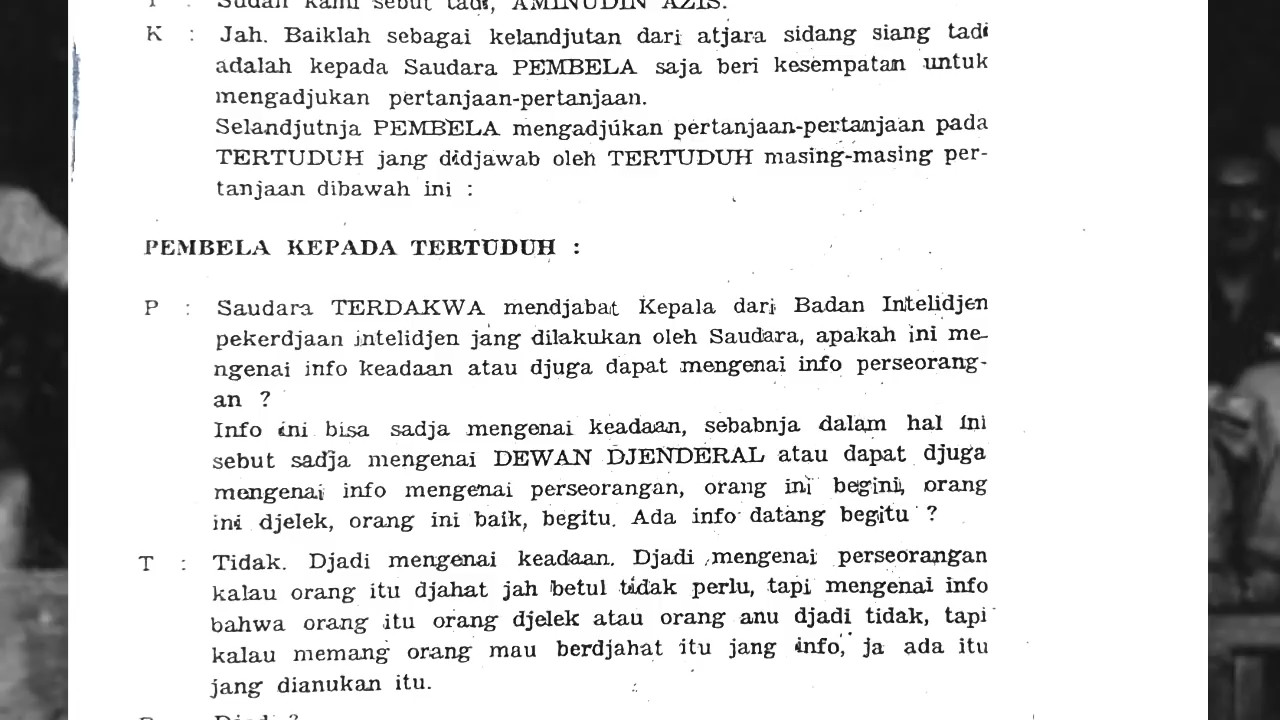 T : Sudah kami sebut tadi, AMINUDIN AZIS.
K : Jah. Baiklah sebagai kelandjutan dari atjara sidang siang tadi
adalah kepada Saudara PEMBELA saja beri kesempatan untuk
mengadjukan pertanjaan-pertanjaan.
Selandjutnja PEMBELA mengadjukan pertanjaan-pertanjaan pada
TERTUDUH jang didjawab oleh TERTUDUH masing-masing per-
tanjaan dibawah ini :
PEMBELA KEPADA TERTUDUH :
P : Saudara TERDAKWA mendjabat Kepala dari Badan Intelidjen
pekerdjaan intelidjen jang dilakukan oleh Saudara, apakah ini me-
ngenai info keadaan atau djuga dapat mengenai info perseorang-
an ?
Info ini bisa sadja mengenai keadaan, sebabnja dalam hal ini
sebut sadja mengenai DEWAN DJENDERAL atau dapat djuga
mengenai info mengenai perseorangan, orang ini begini, orang
ini djelek, orang ini baik, begitu. Ada info datang begitu ?
T : Tidak. Djadi mengenai keadaan. Djadi mengenai perseorangan
kalau orang itu djahat jah betul tidak perlu, tapi mengenai info
bahwa orang itu orang djelek atau orang anu djadi tidak, tapi
kalau memang orang mau berdjahat itu jang info, ja ada itu
jang dianukan itu.
P : Djadi ?